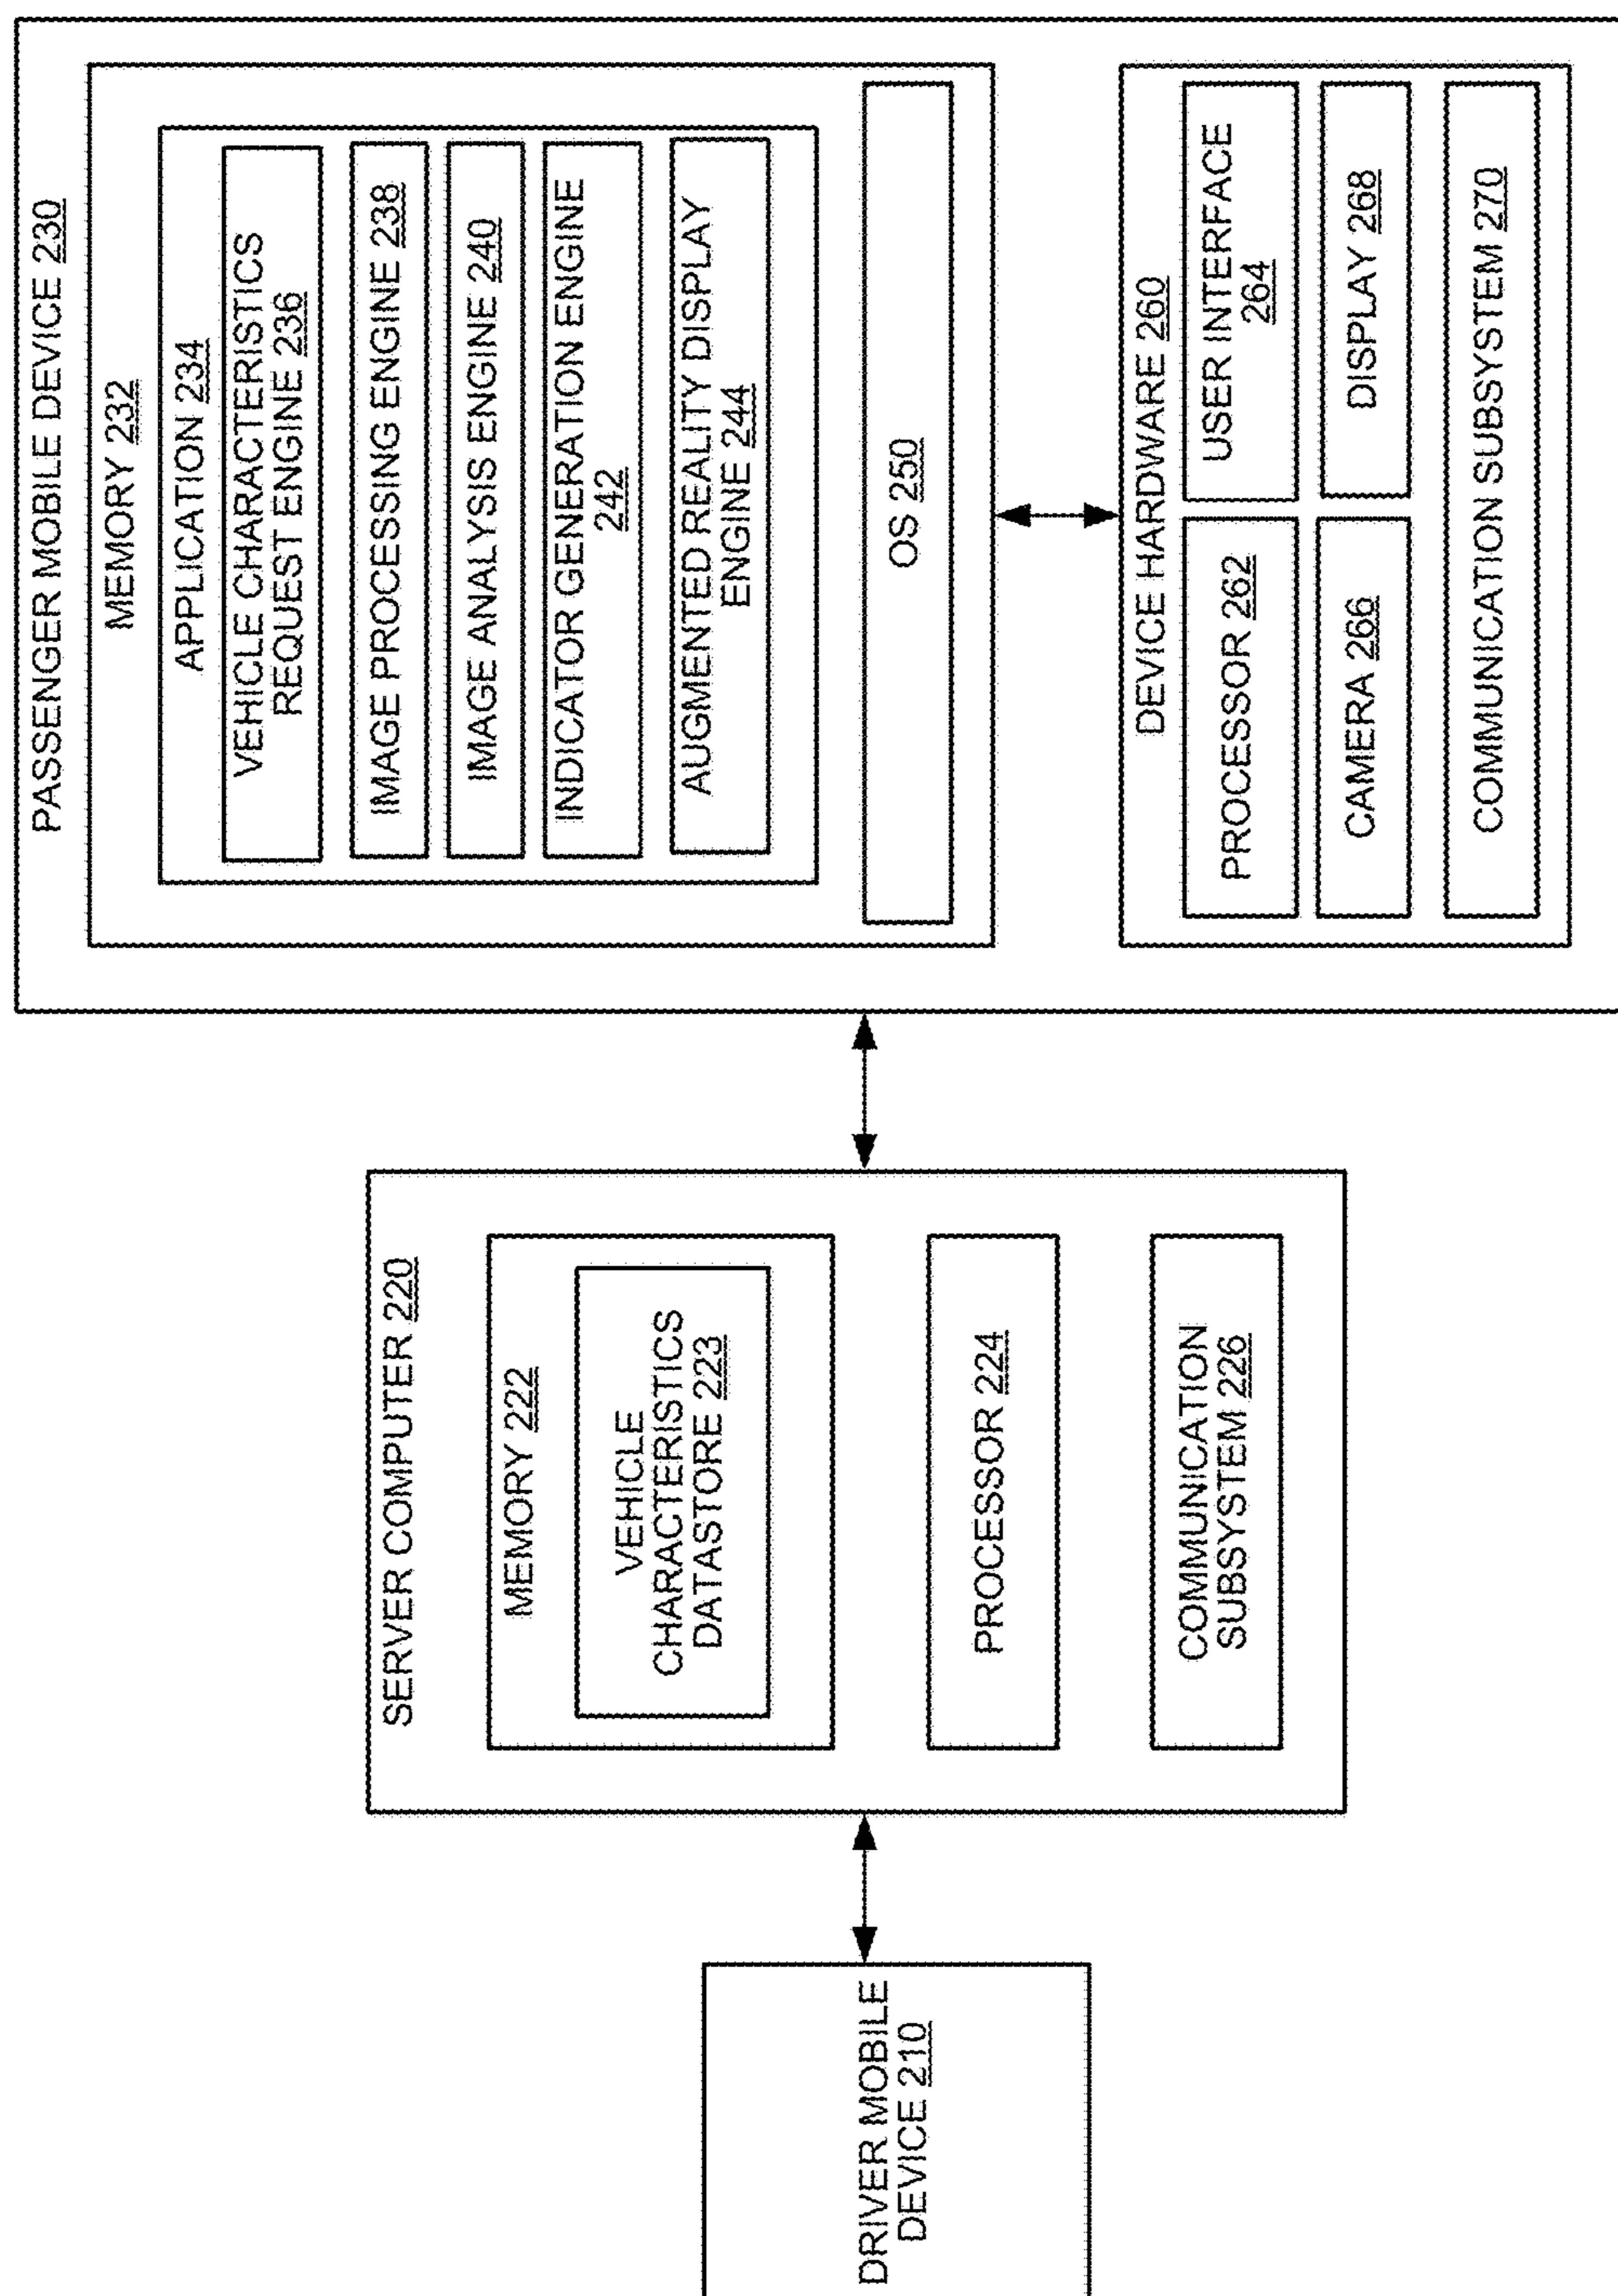 DRIVER MOBILE
DEVICE 210
SERVER COMPUTER 220
MEMORY 222
VEHICLE
CHARACTERISTICS
DATASTORE 223
PROCESSOR 224
COMMUNICATION
SUBSYSTEM 226
PASSENGER MOBILE DEVICE 230
MEMORY 232
APPLICATION 234
VEHICLE CHARACTERISTICS
REQUEST ENGINE 236
IMAGE PROCESSING ENGINE 238
IMAGE ANALYSIS ENGINE 240
INDICATOR GENERATION ENGINE
242
AUGMENTED REALITY DISPLAY
ENGINE 244
OS 250
DEVICE HARDWARE 260
PROCESSOR 262
USER INTERFACE
264
CAMERA 266
DISPLAY 268
COMMUNICATION SUBSYSTEM 270